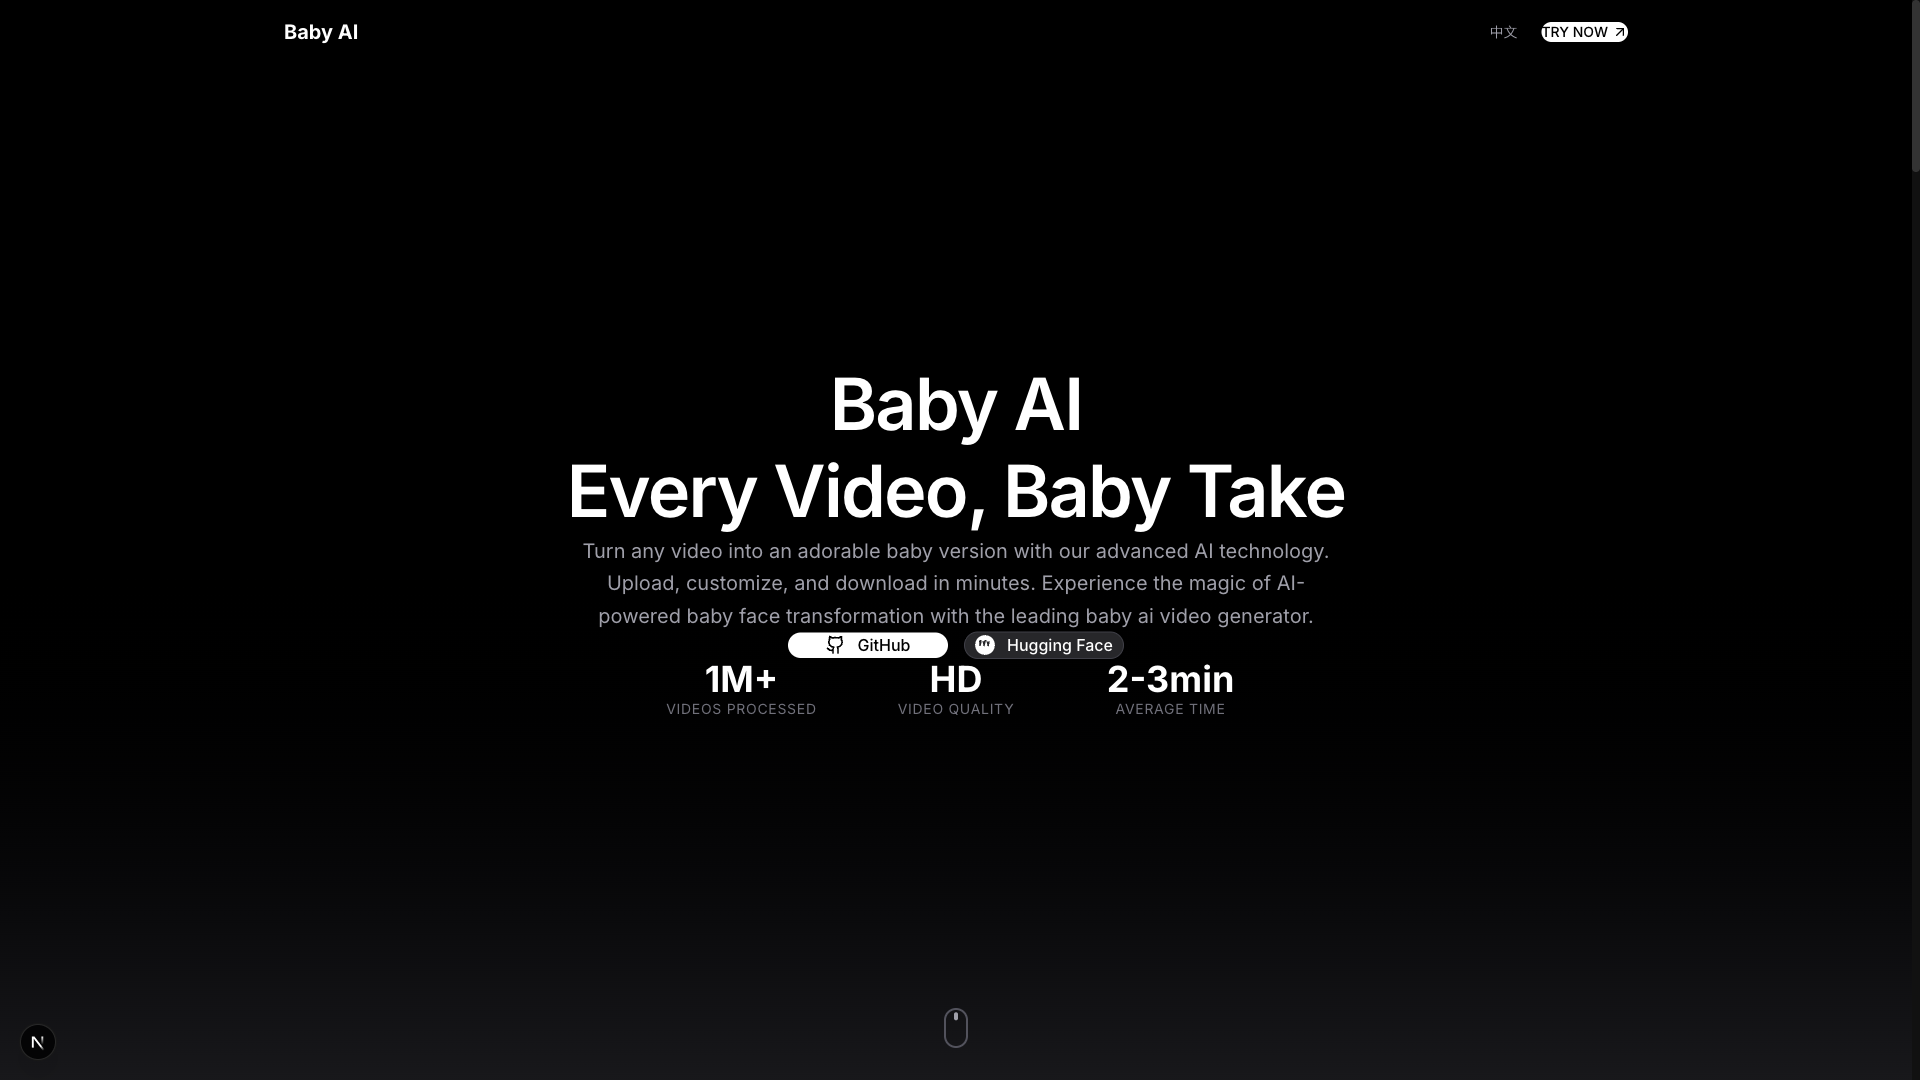 Baby AI
中文
TRY NOW
Baby AI
Every Video, Baby Take
Turn any video into an adorable baby version with our advanced AI technology.
Upload, customize, and download in minutes. Experience the magic of AI-
powered baby face transformation with the leading baby ai video generator.
GitHub
Hugging Face
1M+
HD
2-3min
VIDEOS PROCESSED
VIDEO QUALITY
AVERAGE TIME
N